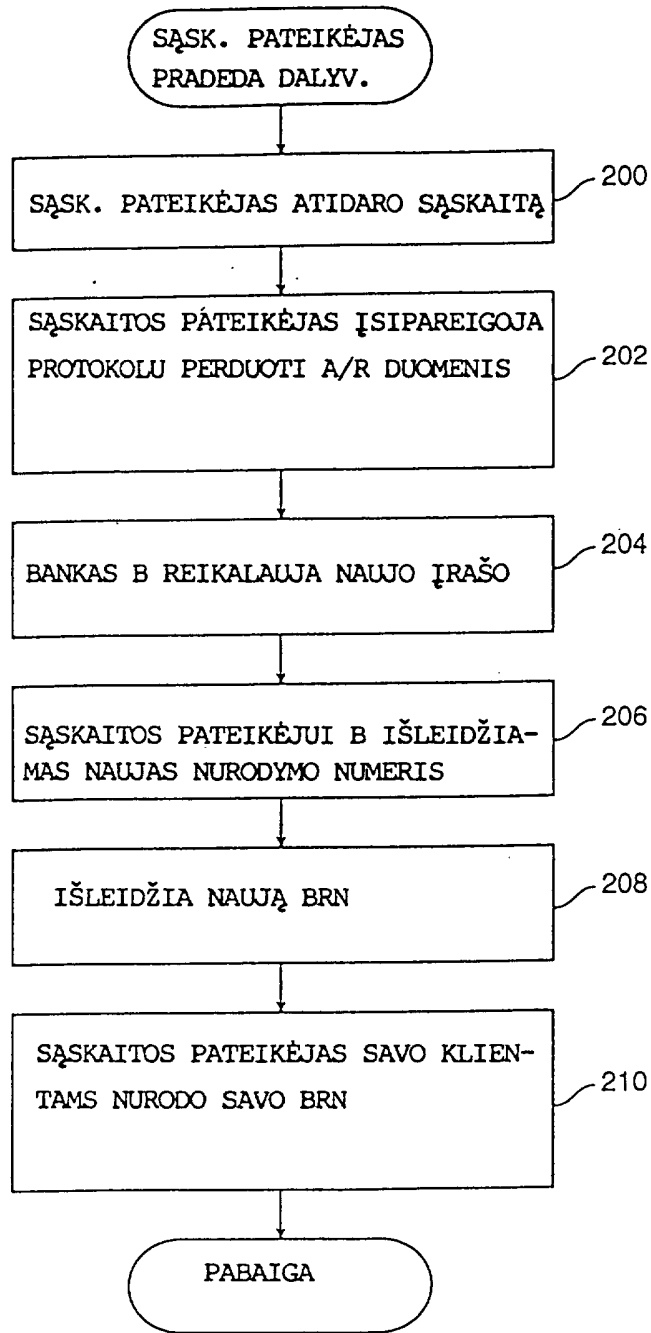 SĄSK. PATEIKĖJAS
PRADEDA DALYV.
200
SĄSK. PATEIKĖJAS ATIDARO SĄSKAITĄ
SĄSKAITOS PATEIKĖJAS ĮSIPAREIGOJA
PROTOKOLU PERDUOTI A/R DUOMENIS
202
204
BANKAS B REIKALAUJA NAUJO ĮRAŠO
206
SĄSKAITOS PATEIKĖJUI B IŠLEIDŽIA-
MAS NAUJAS NURODYMO NUMERIS
208
IŠLEIDŽIA NAUJĄ BRN
SĄSKAITOS PATEIKĖJAS SAVO KLIEN-
TAMS NURODO SAVO BRN
210
PABAIGA